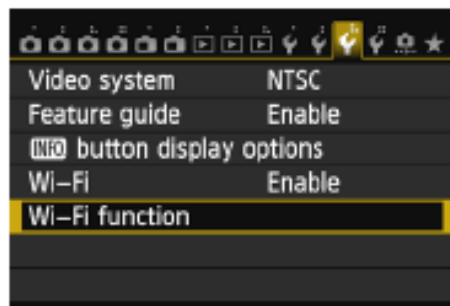 Video system NTSC
Feature guide Enable
INFO button display options
Wi-Fi Enable
Wi-Fi function